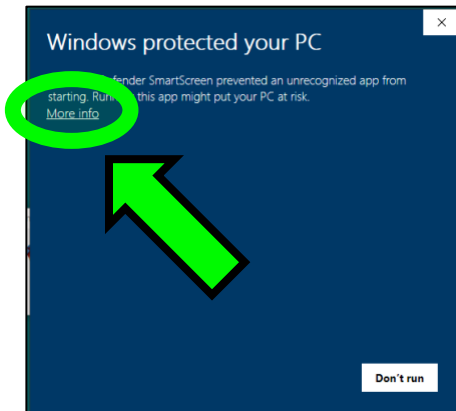 Windows protected your PC
fender SmartScreen prevented an unrecognized app from
starting. this app might put your PC at risk.
More info
Don't run